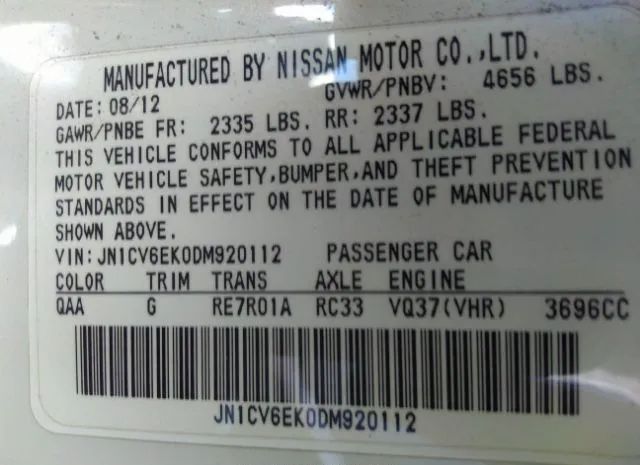 MANUFACTURED BY NISSAN MOTOR CO.,LTD.
DATE: 08/12 GVWR/PNBV: 4656 LBS.
GAWR/PNBE FR: 2335 LBS. RR: 2337 LBS.
THIS VEHICLE CONFORMS TO ALL APPLICABLE FEDERAL
MOTOR VEHICLE SAFETY,BUMPER,AND THEFT PREVENTION
STANDARDS IN EFFECT ON THE DATE OF MANUFACTURE
SHOWN ABOVE.
VIN: JN1CV6EK0DM920112 PASSENGER CAR
COLOR TRIM TRANS AXLE ENGINE
QAA G RE7R01A RC33 VQ37(VHR) 3696CC
JN1CV6EK0DM920112